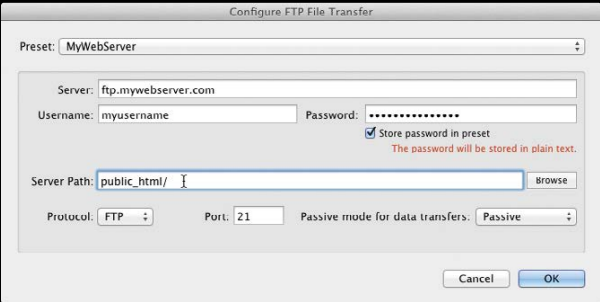 Configure FTP File Transfer
Preset: MyWebServer
Server: ftp.mywebserver.com
Username: myusername Password: •••••••••••••••
Store password in preset
The password will be stored in plain text.
Server Path: public_html/ Browse
Protocol: FTP Port: 21 Passive mode for data transfers: Passive
Cancel OK